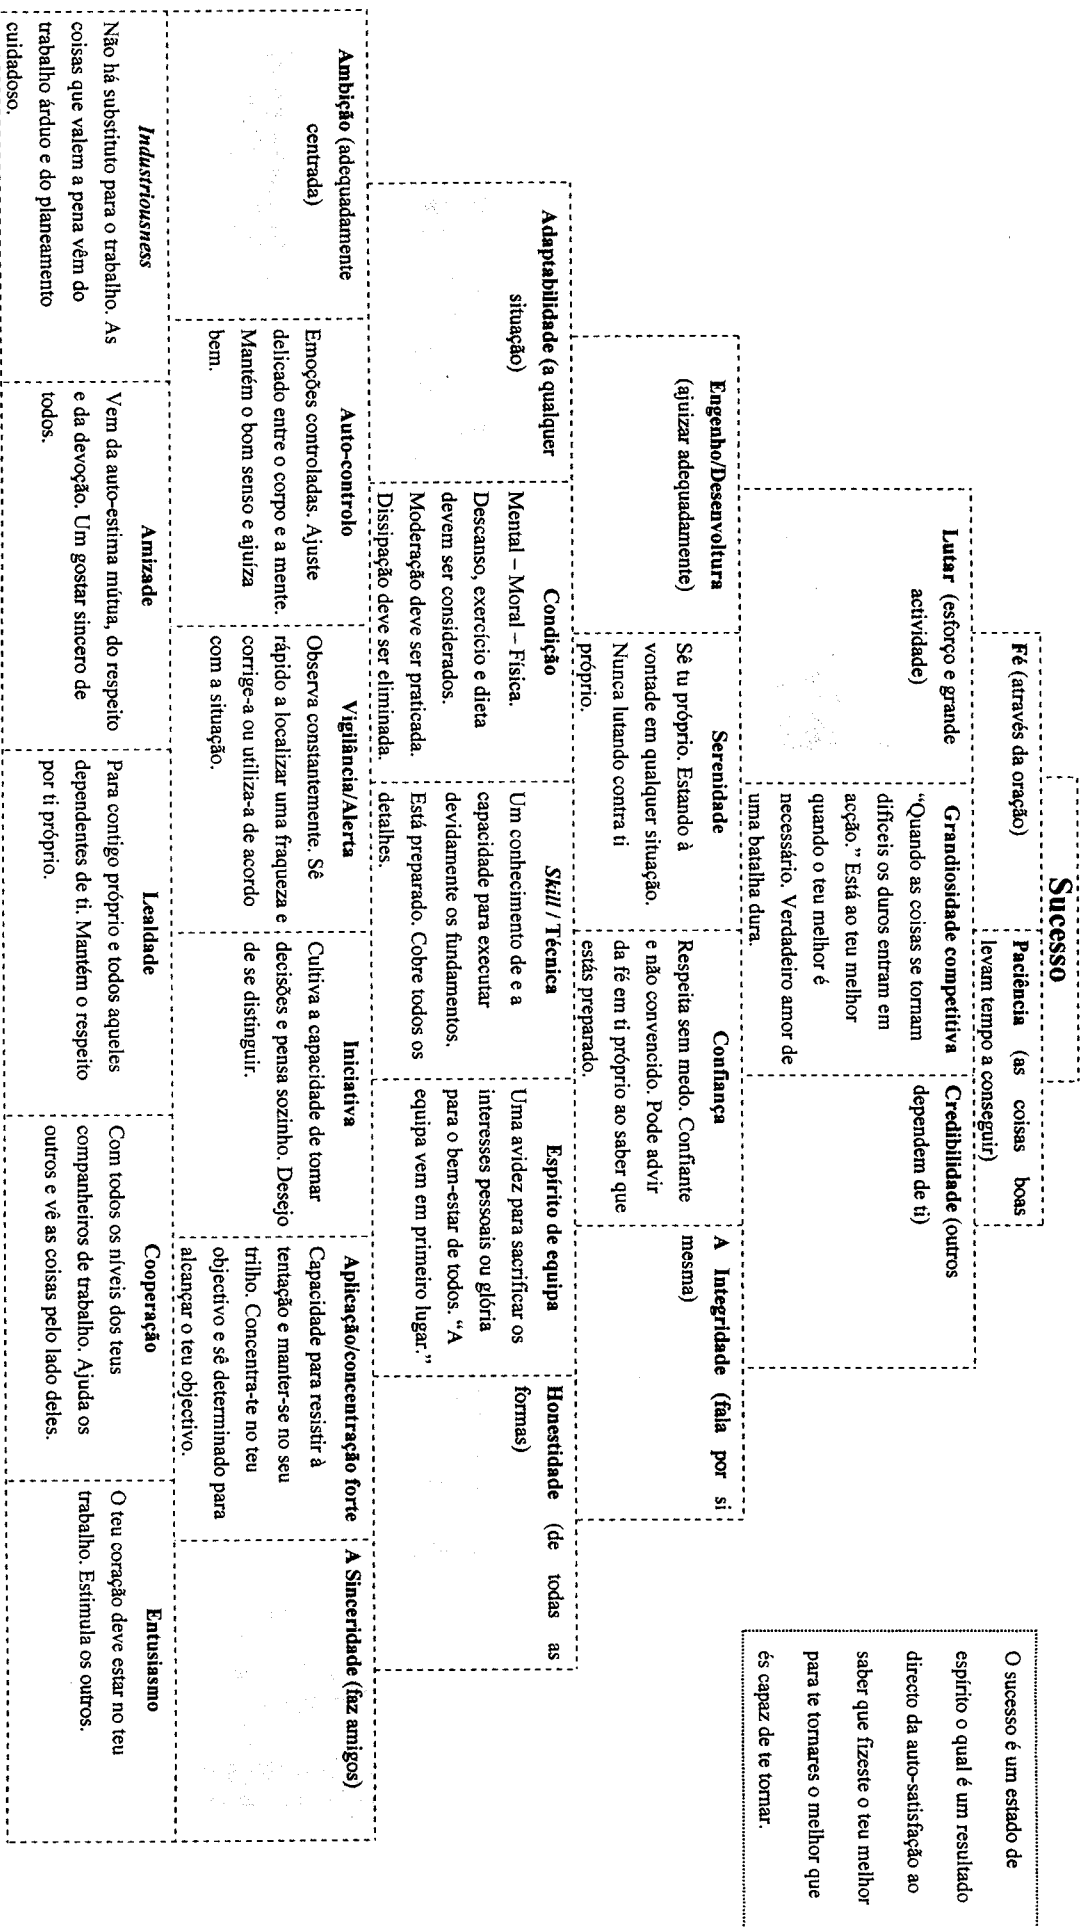 Sucesso
Fé (através da oração)
Paciência (as coisas boas
levam tempo a conseguir)
Lutar (esforço e grande
actividade)
Grandiosidade competitiva
“Quando as coisas se tornam
difíceis os duros entram em
acção.” Está ao teu melhor
quando o teu melhor é
necessário. Verdadeiro amor de
uma batalha dura.
Credibilidade (outros
dependem de ti)
Engenho/Desenvoltura
(ajuizar adequadamente)
Serenidade
Sê tu próprio. Estando à
vontade em qualquer situação.
Nunca lutando contra ti
próprio.
Confiança
Respeita sem medo. Confiante
e não convencido. Pode advir
da fé em ti próprio ao saber que
estás preparado.
A Integridade (fala por si
mesma)
Adaptabilidade (a qualquer
situação)
Condição
Mental – Moral – Física.
Descanso, exercício e dieta
devem ser considerados.
Moderação deve ser praticada.
Dissipação deve ser eliminada.
Skill / Técnica
Um conhecimento de e a
capacidade para executar
devidamente os fundamentos.
Está preparado. Cobre todos os
detalhes.
Espírito de equipa
Uma avidez para sacrificar os
interesses pessoais ou glória
para o bem-estar de todos. “A
equipa vem em primeiro lugar.”
Honestidade (de todas as
formas)
Ambição (adequadamente
centrada)
Auto-controlo
Emoções controladas. Ajuste
delicado entre o corpo e a mente.
Mantém o bom senso e ajuíza
bem.
Vigilância/Alerta
Observa constantemente. Sê
rápido a localizar uma fraqueza e
corrige-a ou utiliza-a de acordo
com a situação.
Iniciativa
Cultiva a capacidade de tomar
decisões e pensa sozinho. Desejo
de se distinguir.
Aplicação/concentração forte
Capacidade para resistir à
tentação e manter-se no seu
trilho. Concentra-te no teu
objectivo e sê determinado para
alcançar o teu objectivo.
A Sinceridade (faz amigos)
Industriousness
Não há substituto para o trabalho. As
coisas que valem a pena vêm do
trabalho árduo e do planeamento
cuidadoso.
Amizade
Vem da auto-estima mútua, do respeito
e da devoção. Um gostar sincero de
todos.
Lealdade
Para contigo próprio e todos aqueles
dependentes de ti. Mantém o respeito
por ti próprio.
Cooperação
Com todos os níveis dos teus
companheiros de trabalho. Ajuda os
outros e vê as coisas pelo lado deles.
Entusiasmo
O teu coração deve estar no teu
trabalho. Estimula os outros.
O sucesso é um estado de
espírito o qual é um resultado
directo da auto-satisfação ao
saber que fizeste o teu melhor
para te tornares o melhor que
és capaz de te tornar.